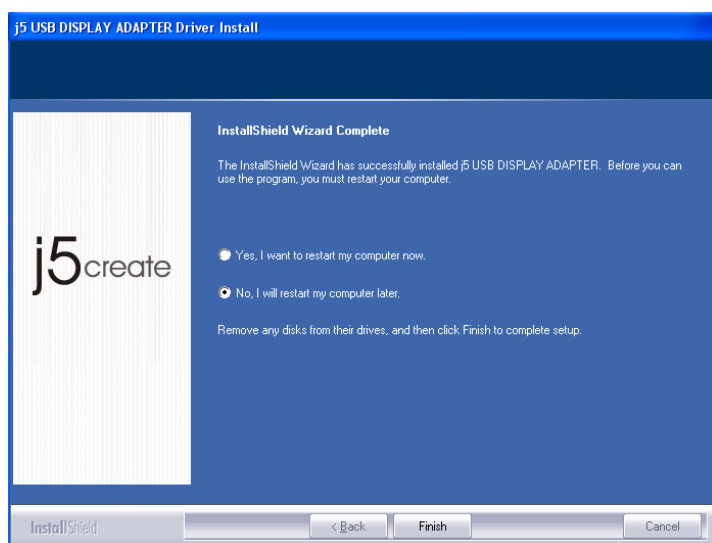 j5 USB DISPLAY ADAPTER Driver Install
InstallShield Wizard Complete
The InstallShield Wizard has successfully installed j5 USB DISPLAY ADAPTER. Before you can
use the program, you must restart your computer.
j5create
Yes, I want to restart my computer now.
No, I will restart my computer later.
Remove any disks from their drives, and then click Finish to complete setup.
InstallShield
< Back
Finish
Cancel